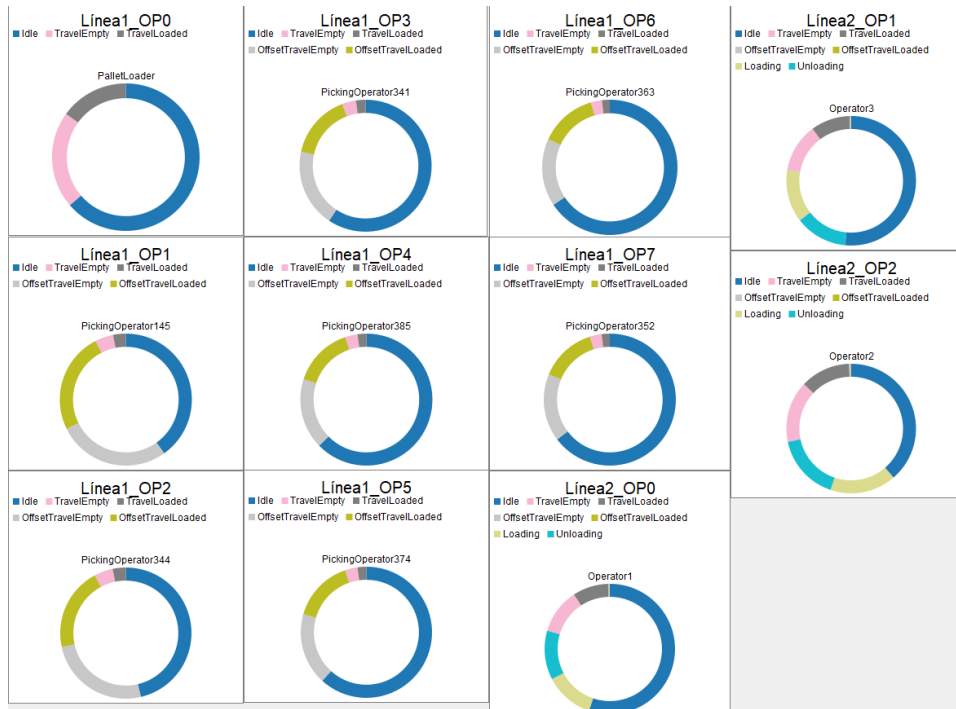 Línea1_OP0
Idle TravelEmpty TravelLoaded
PalletLoader
Línea1_OP3
Idle TravelEmpty TravelLoaded
OffsetTravelEmpty OffsetTravelLoaded
PickingOperator341
Línea1_OP6
Idle TravelEmpty TravelLoaded
OffsetTravelEmpty OffsetTravelLoaded
PickingOperator363
Línea2_OP1
Idle TravelEmpty TravelLoaded
OffsetTravelEmpty OffsetTravelLoaded
Loading Unloading
Operator3
Línea1_OP1
Idle TravelEmpty TravelLoaded
OffsetTravelEmpty OffsetTravelLoaded
PickingOperator145
Línea1_OP4
Idle TravelEmpty TravelLoaded
OffsetTravelEmpty OffsetTravelLoaded
PickingOperator385
Línea1_OP7
Idle TravelEmpty TravelLoaded
OffsetTravelEmpty OffsetTravelLoaded
PickingOperator352
Línea2_OP2
Idle TravelEmpty TravelLoaded
OffsetTravelEmpty OffsetTravelLoaded
Loading Unloading
Operator2
Línea1_OP2
Idle TravelEmpty TravelLoaded
OffsetTravelEmpty OffsetTravelLoaded
PickingOperator344
Línea1_OP5
Idle TravelEmpty TravelLoaded
OffsetTravelEmpty OffsetTravelLoaded
PickingOperator374
Línea2_OP0
Idle TravelEmpty TravelLoaded
OffsetTravelEmpty OffsetTravelLoaded
Loading Unloading
Operator1